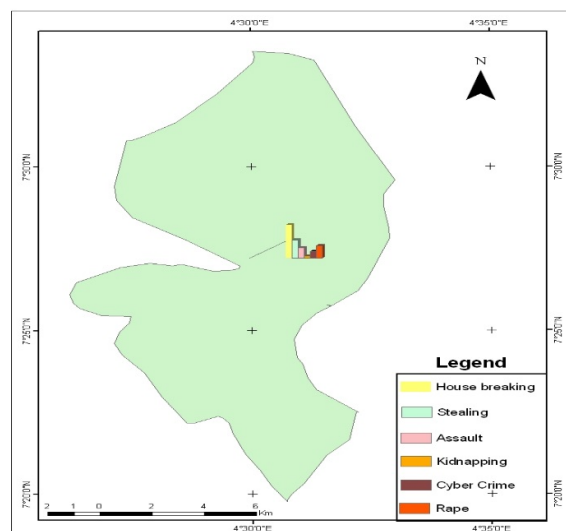 4°30'0"E 4°35'0"E
N
7°30'0"N 7°30'0"N
7°25'0"N 7°25'0"N
Legend
House breaking
Stealing
Assault
Kidnapping
Cyber Crime
Rape
7°20'0"N 7°20'0"N
2 1 0 2 4 6
Km
4°30'0"E 4°35'0"E